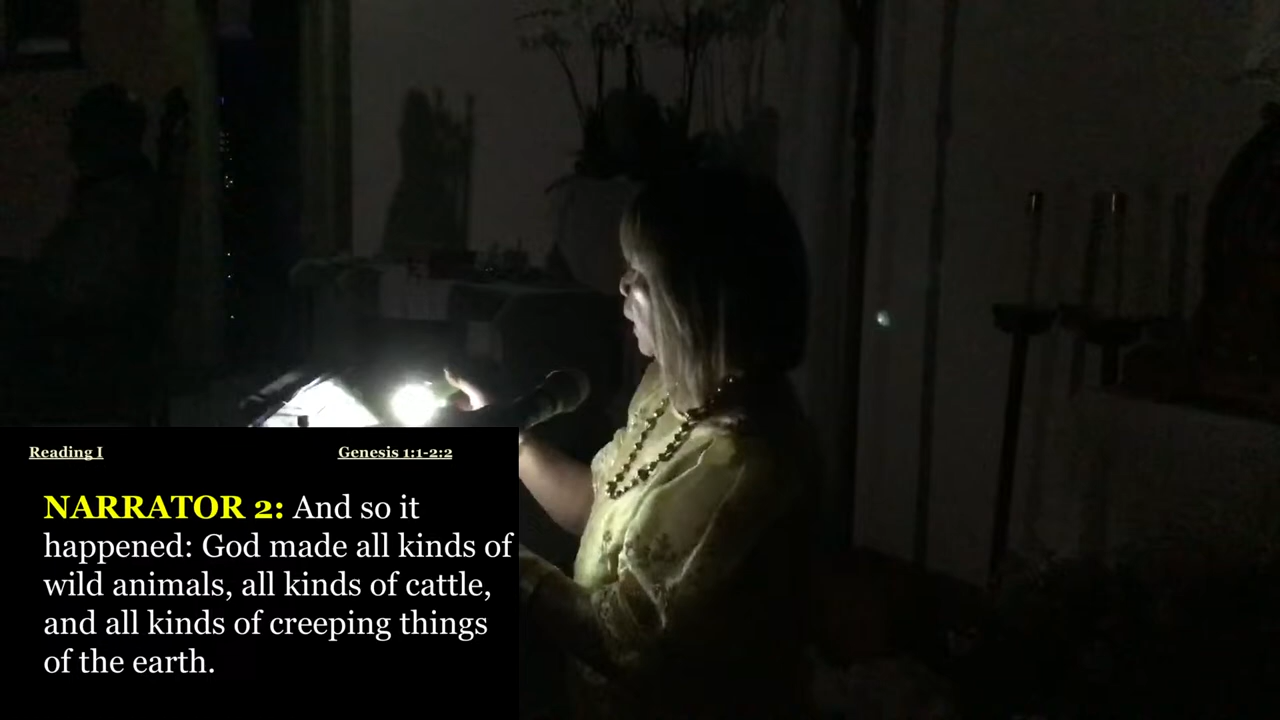 Reading I Genesis 1:1-2:2
NARRATOR 2: And so it
happened: God made all kinds of
wild animals, all kinds of cattle,
and all kinds of creeping things
of the earth.